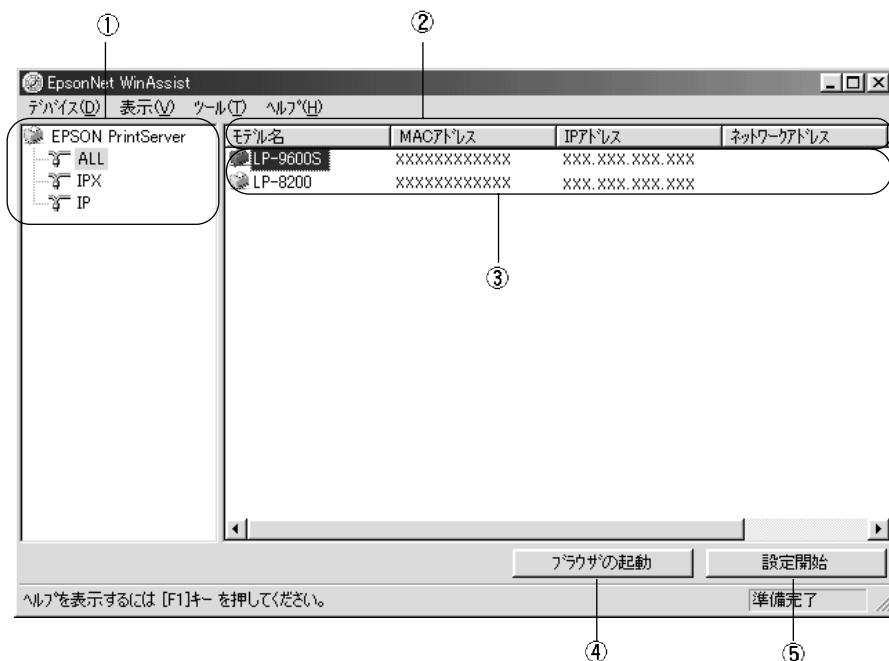 ① ②
EpsonNet WinAssist
ﾃﾞﾊﾞｲｽ(D) 表示(V) ﾂｰﾙ(T) ﾍﾙﾌﾟ(H)
EPSON PrintServer
ALL
IPX
IP
ﾓﾃﾞﾙ名 MACｱﾄﾞﾚｽ IPｱﾄﾞﾚｽ ﾈｯﾄﾜｰｸｱﾄﾞﾚｽ
LP-9600S XXXXXXXXXXXX XXX.XXX.XXX.XXX
LP-8200 XXXXXXXXXXXX XXX.XXX.XXX.XXX
③
ﾌﾞﾗｳｻﾞの起動 設定開始
ﾍﾙﾌﾟを表示するには [F1]ｷｰ を押してください。 準備完了
④ ⑤